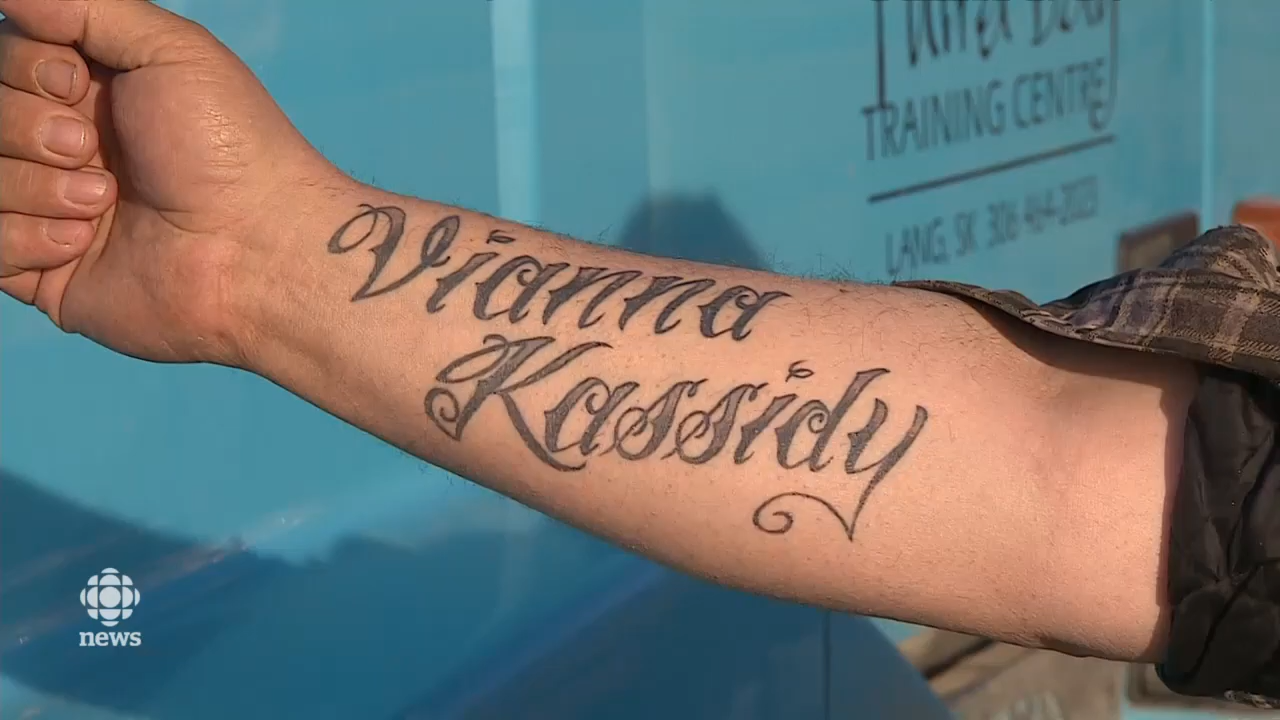 Vianna
Kassidy
TRAINING CENTRE
LANG, SK 306-464-2023
news